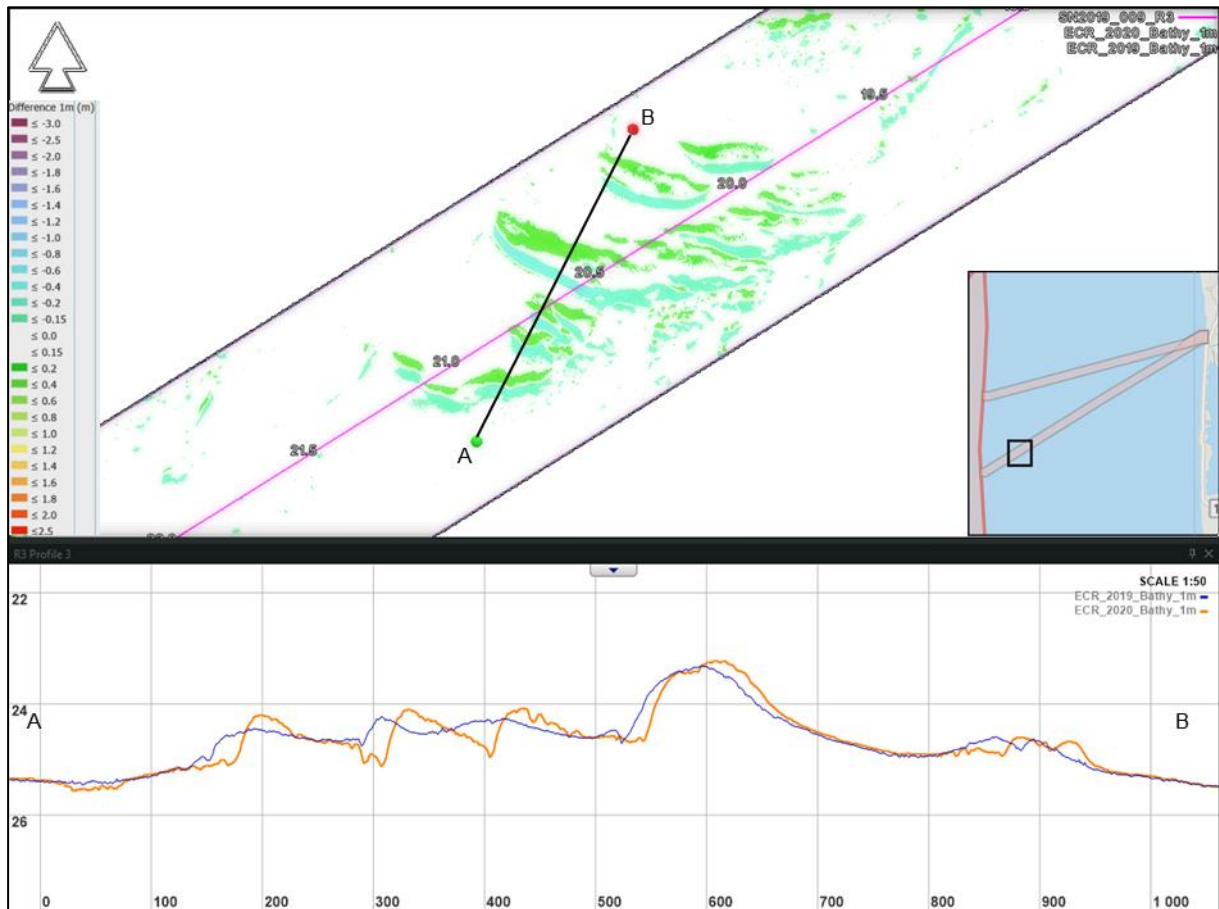 SN2019_009_R3
ECR_2020_Bathy_1m
ECR_2019_Bathy_1m
Difference 1m (m)
≤ -3.0
≤ -2.5
≤ -2.0
≤ -1.8
≤ -1.6
≤ -1.4
≤ -1.2
≤ -1.0
≤ -0.8
≤ -0.6
≤ -0.4
≤ -0.2
≤ -0.15
≤ 0.0
≤ 0.15
≤ 0.2
≤ 0.4
≤ 0.6
≤ 0.8
≤ 1.0
≤ 1.2
≤ 1.4
≤ 1.6
≤ 1.8
≤ 2.0
≤2.5
19.5
B
20.0
20.5
21.0
A
21.5
1
R3 Profile 3
SCALE 1:50
ECR_2019_Bathy_1m
ECR_2020_Bathy_1m
22
24
A
B
26
0 100 200 300 400 500 600 700 800 900 1 000